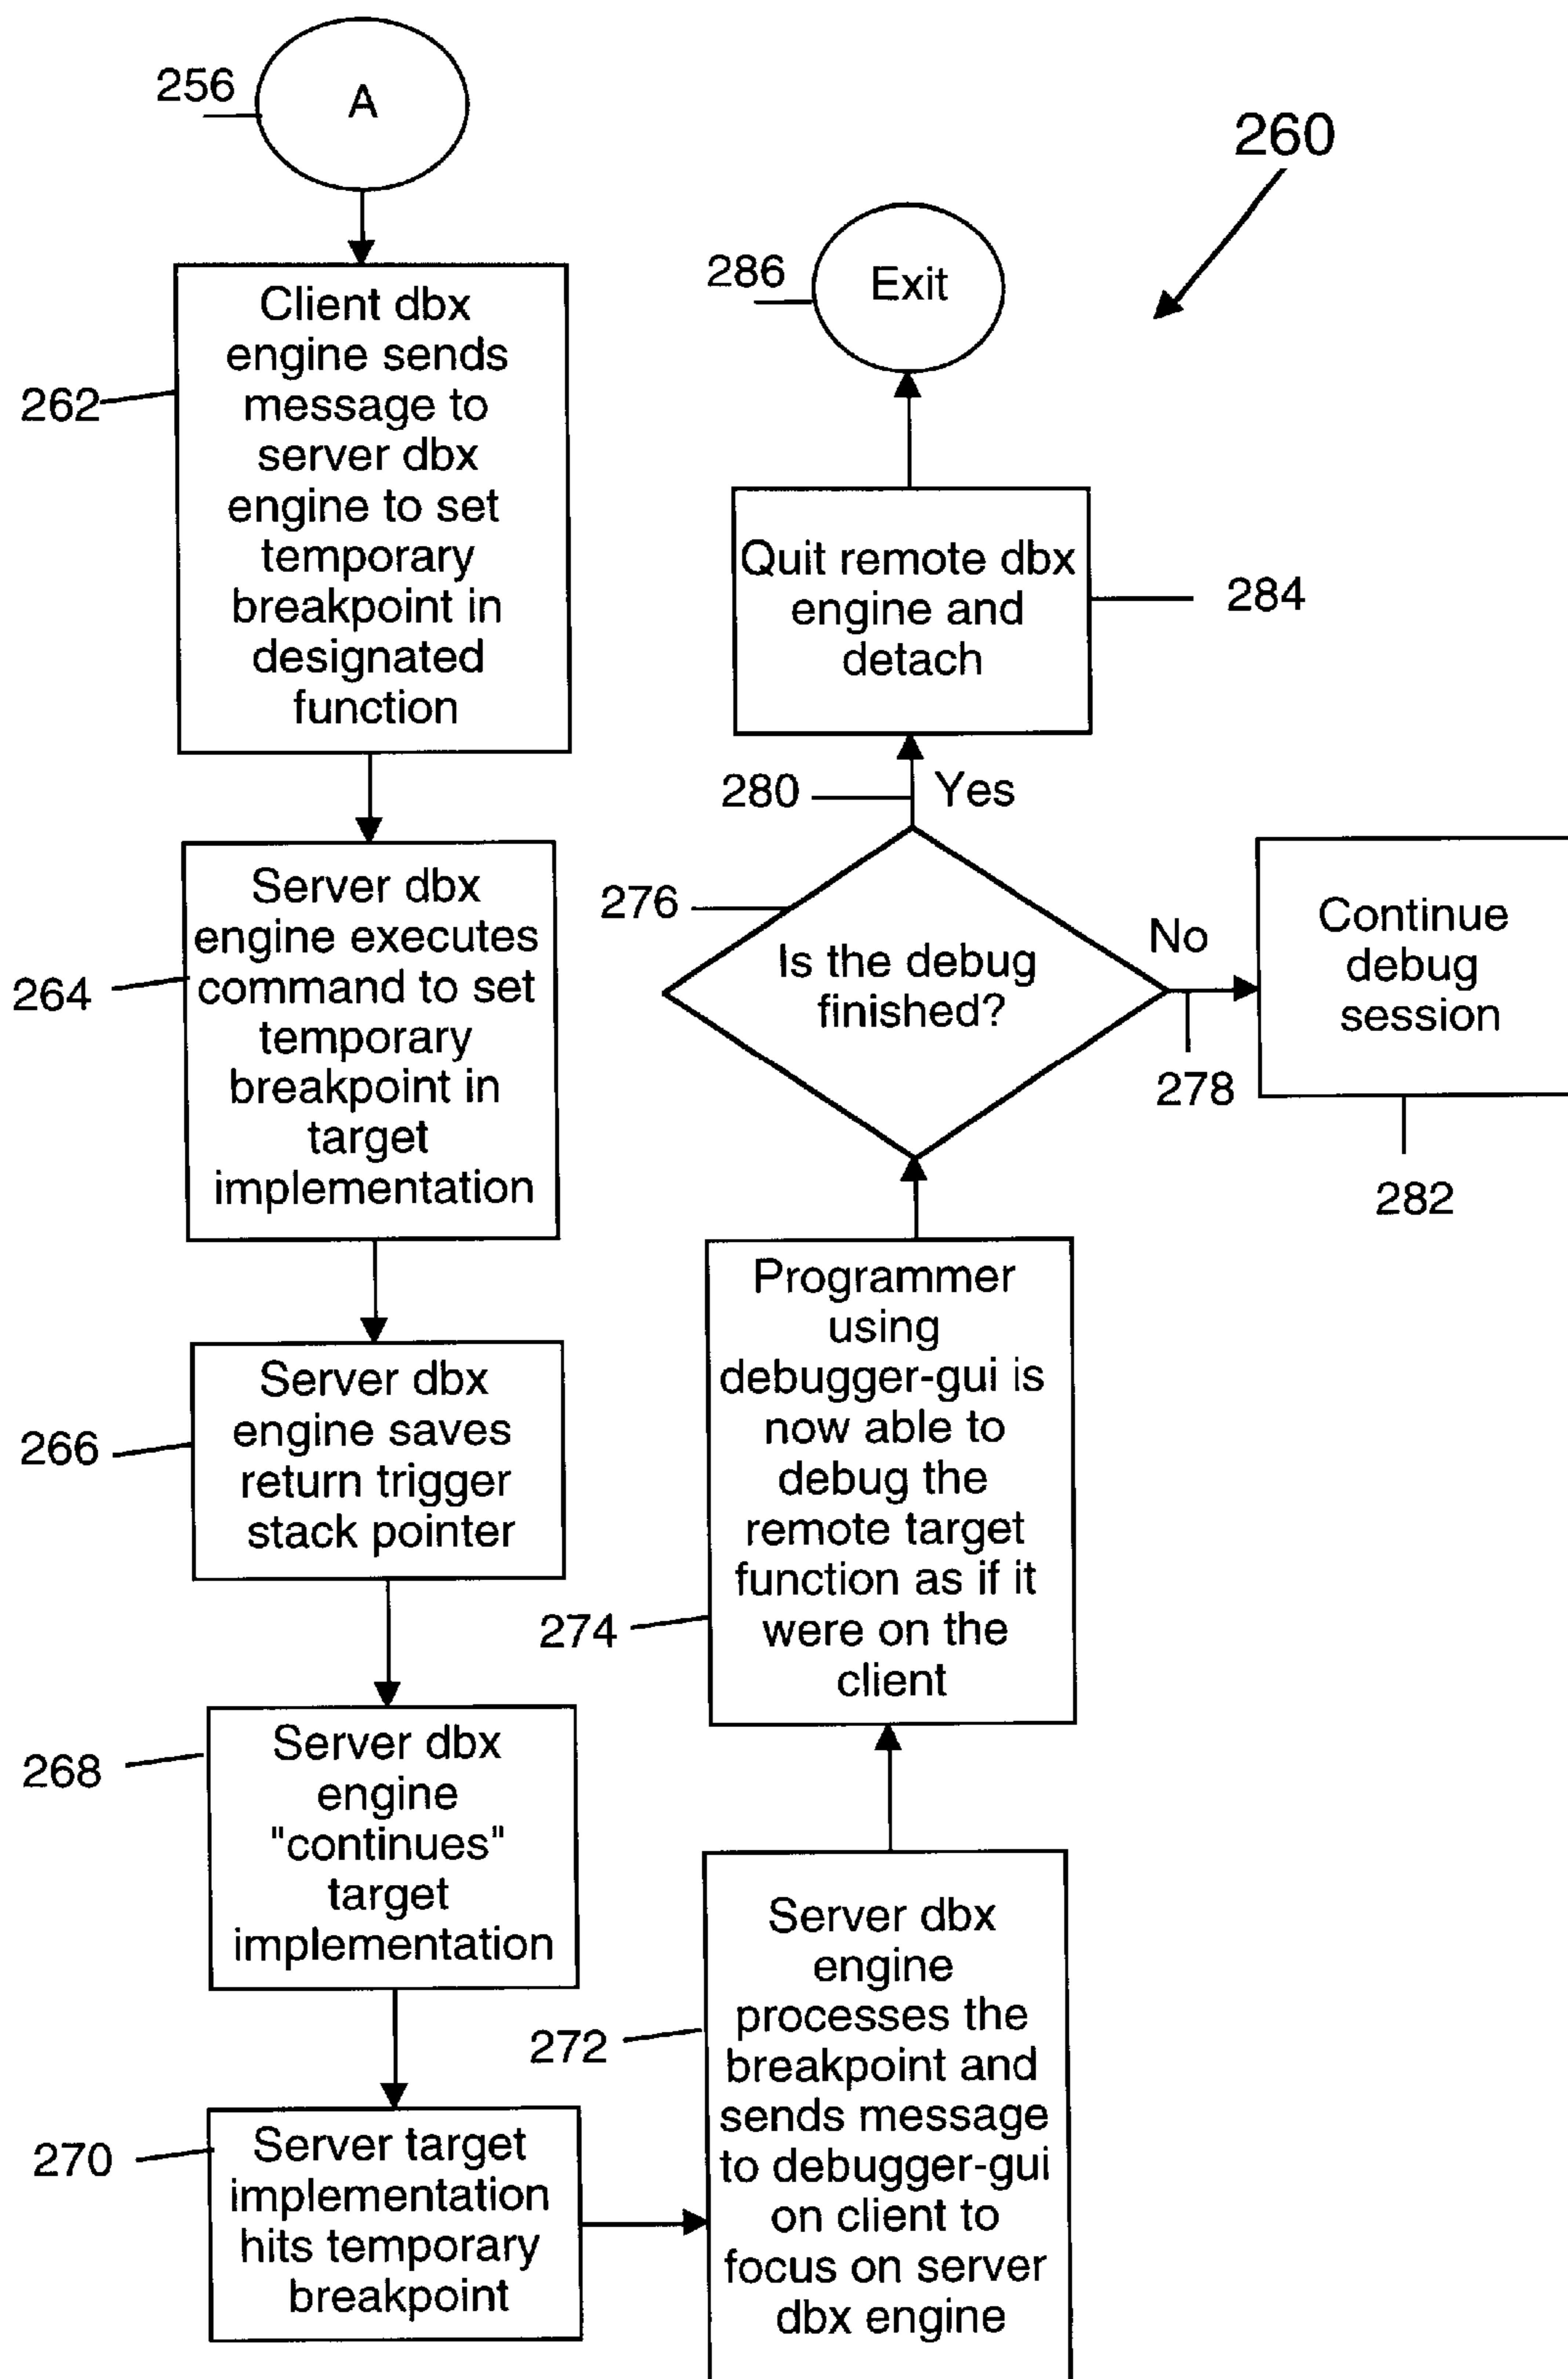 256
A
262
Client dbx
engine sends
message to
server dbx
engine to set
temporary
breakpoint in
designated
function
264
Server dbx
engine executes
command to set
temporary
breakpoint in
target
implementation
266
Server dbx
engine saves
return trigger
stack pointer
268
Server dbx
engine
"continues"
target
implementation
270
Server target
implementation
hits temporary
breakpoint
272
Server dbx
engine
processes the
breakpoint and
sends message
to debugger-gui
on client to
focus on server
dbx engine
274
Programmer
using
debugger-gui is
now able to
debug the
remote target
function as if it
were on the
client
276
Is the debug
finished?
No
278
Continue
debug
session
282
280
Yes
Quit remote dbx
engine and
detach
284
286
Exit
260